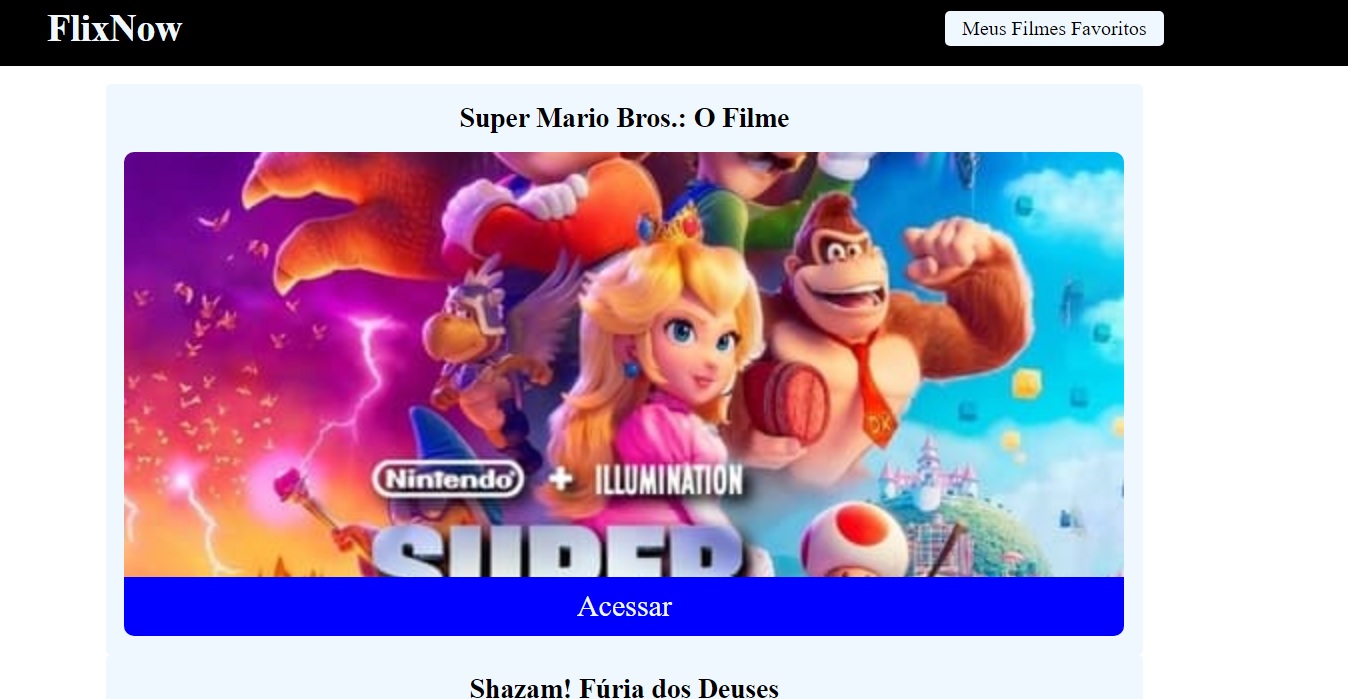 FlixNow
Meus Filmes Favoritos
Super Mario Bros.: O Filme
DK
Nintendo + ILLUMINATION
SUPER
Acessar
Shazam! Fúria dos Deuses